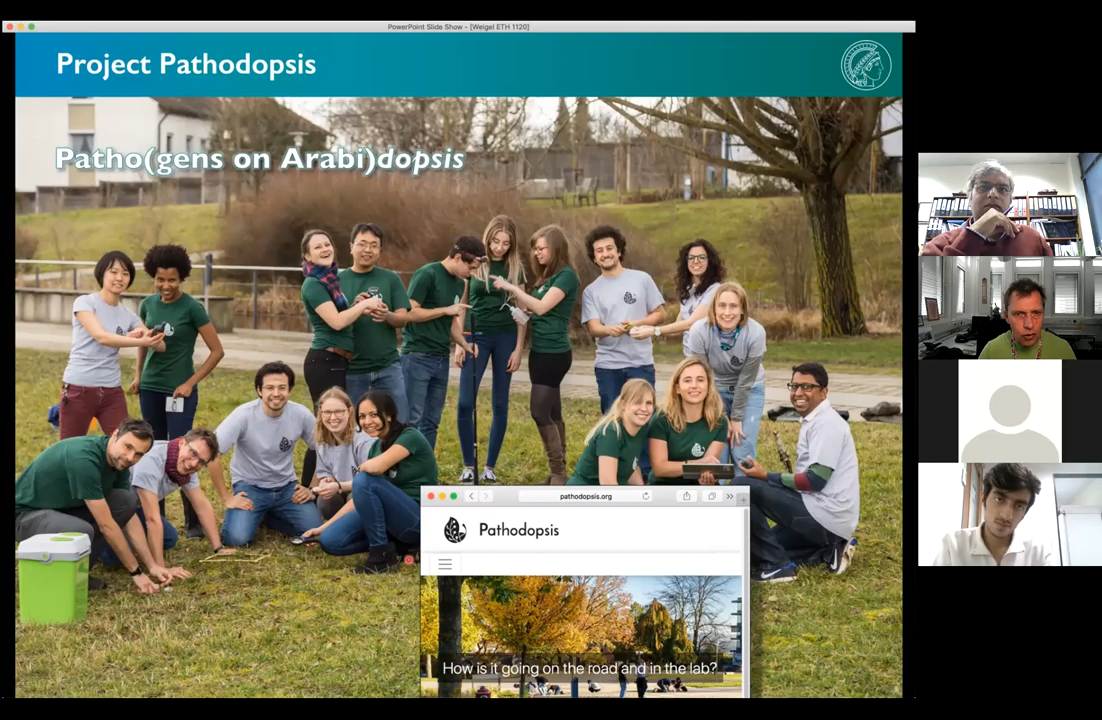 PowerPoint Slide Show - [Weigel ETH 1120]
Project Pathodopsis
Patho(gens on Arabi)dopsis
pathodopsis.org
Pathodopsis
How is it going on the road and in the lab?